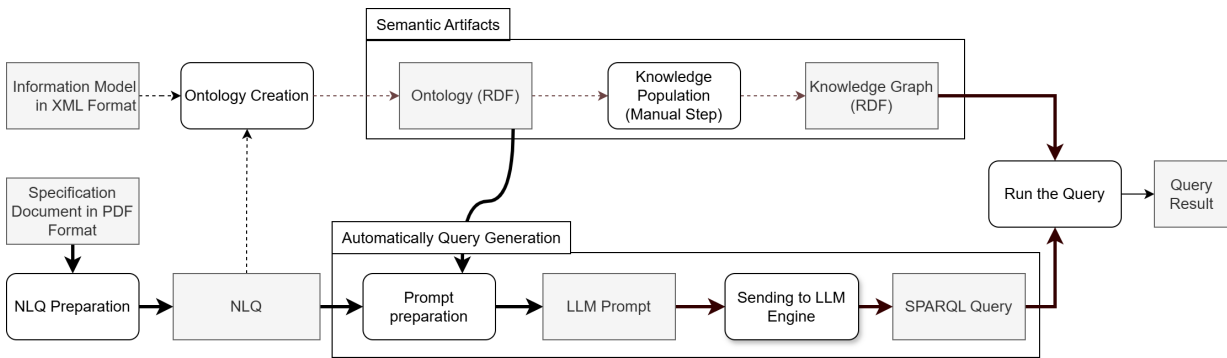 Semantic Artifacts
Information Model
in XML Format
Ontology Creation
Ontology (RDF)
Knowledge
Population
(Manual Step)
Knowledge Graph
(RDF)
Specification
Document in PDF
Format
Run the Query
Query
Result
Automatically Query Generation
NLQ Preparation
NLQ
Prompt
preparation
LLM Prompt
Sending to LLM
Engine
SPARQL Query